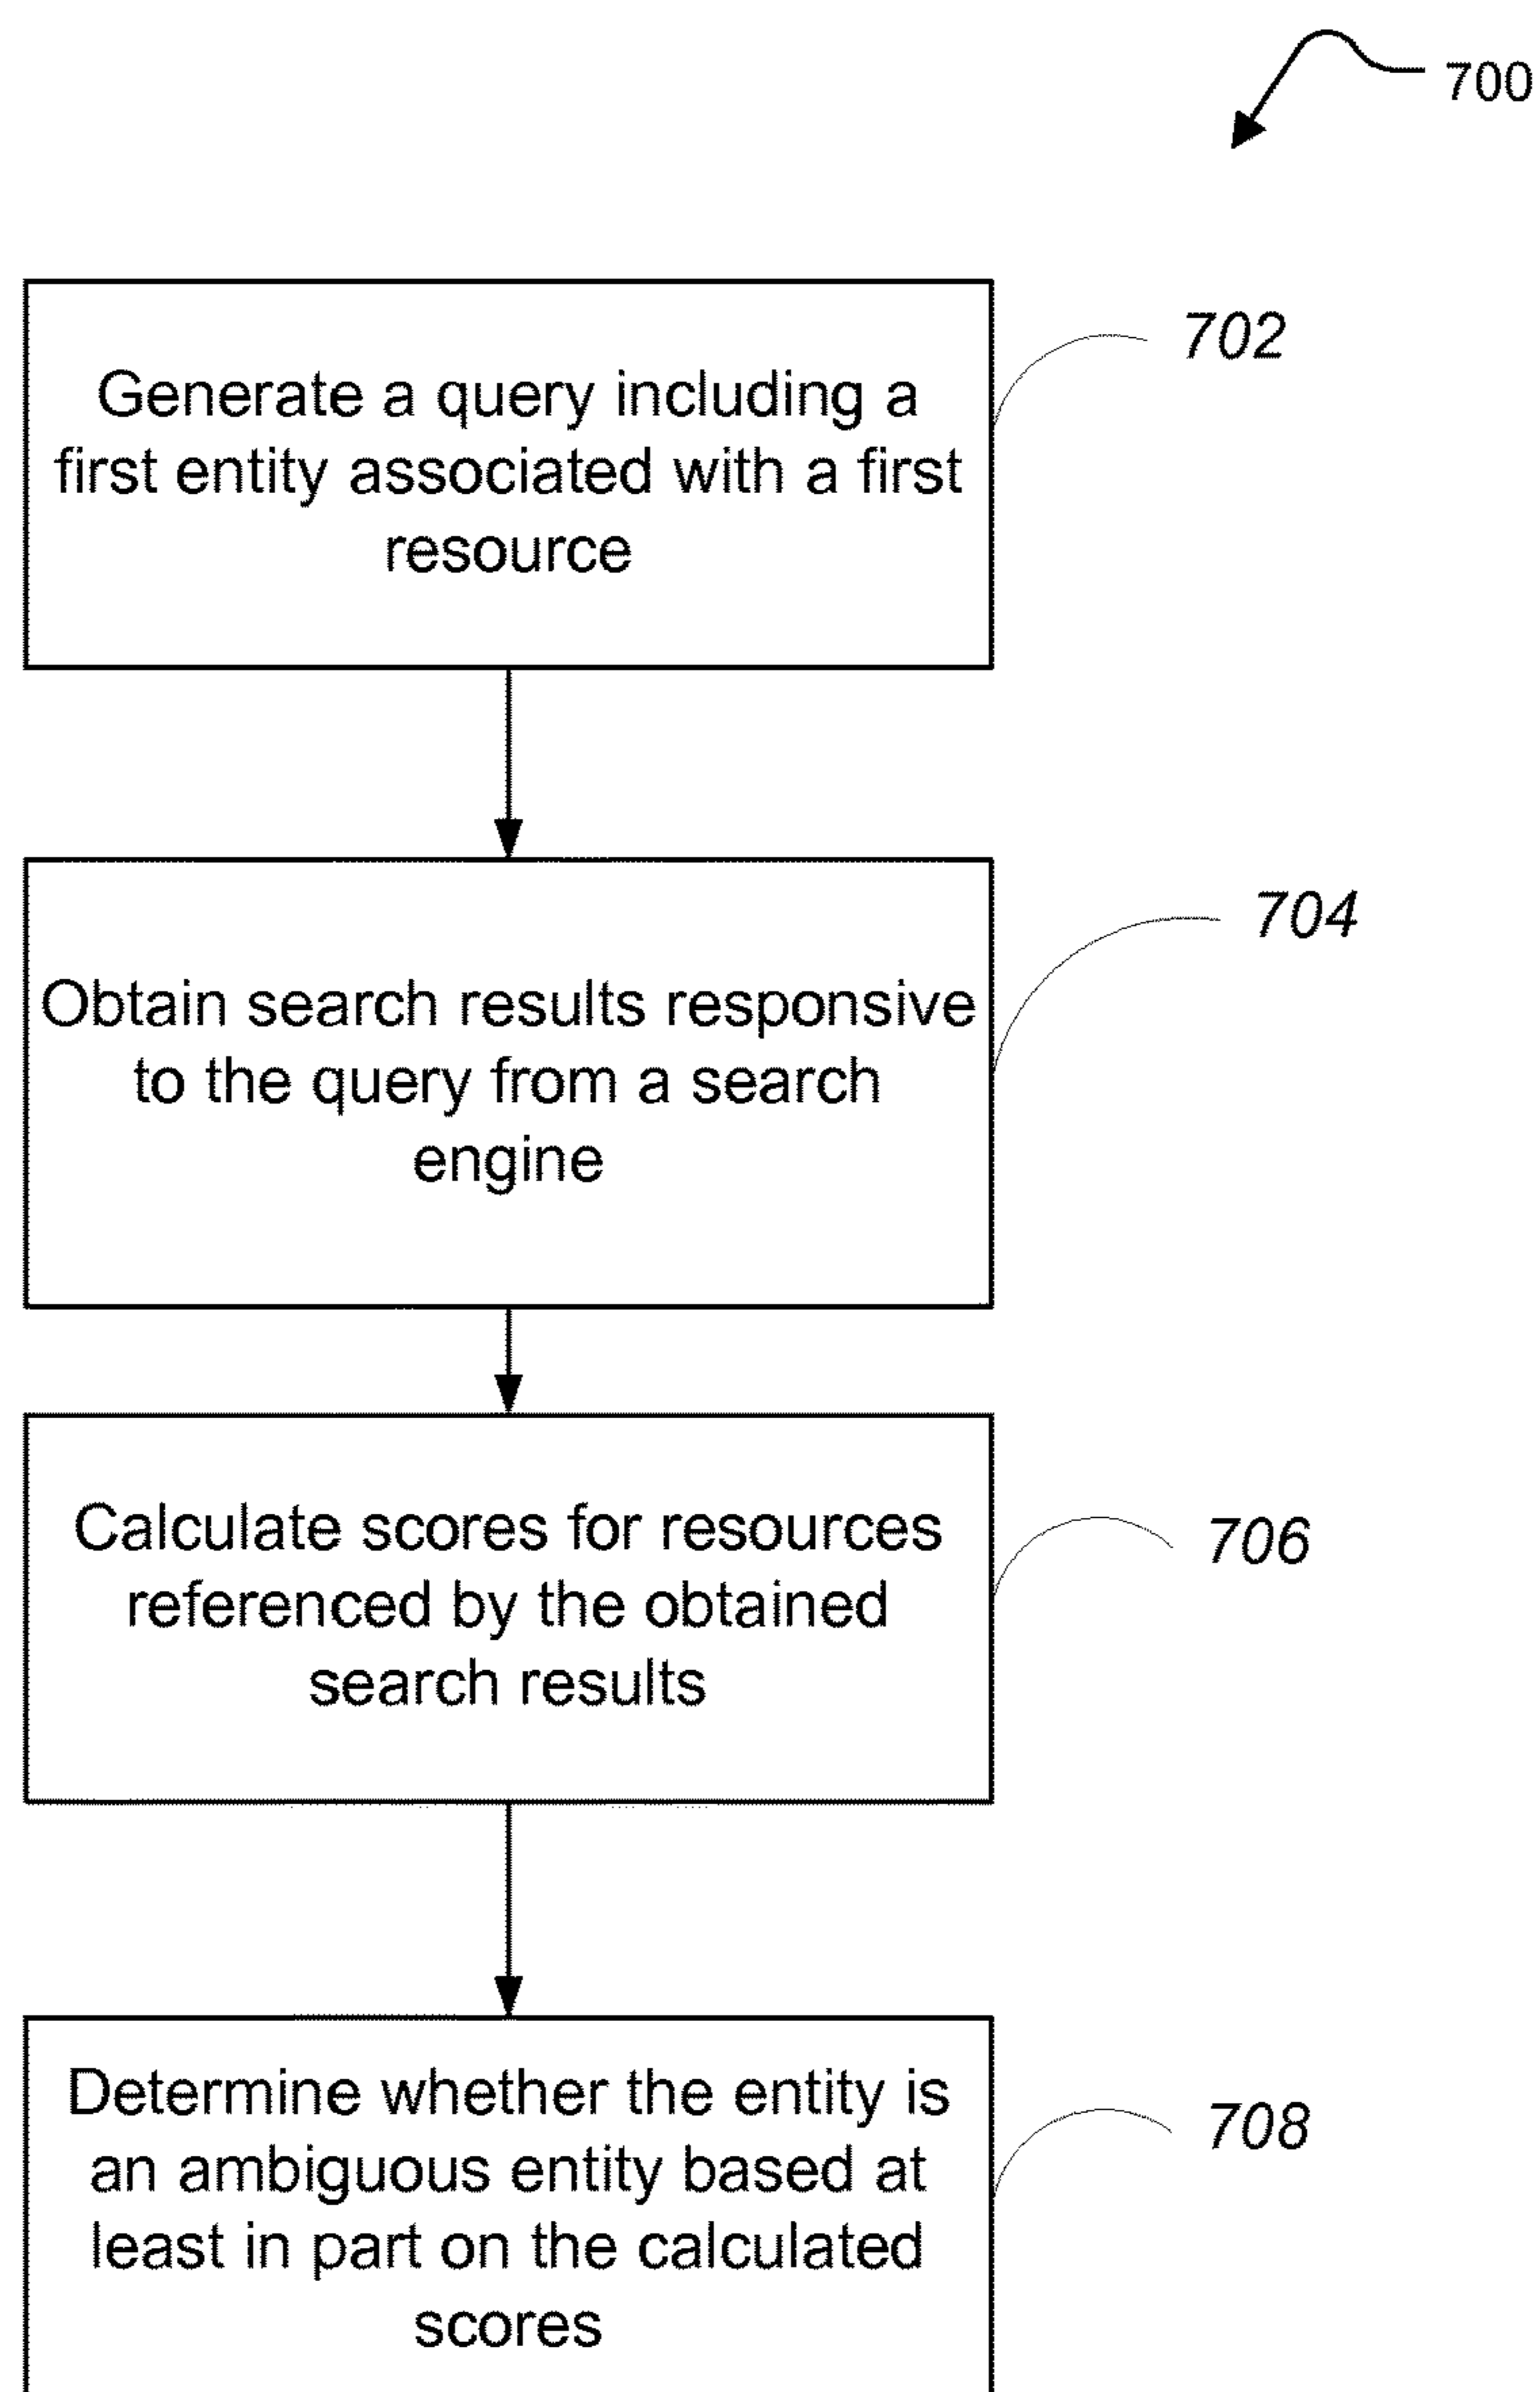 700
702
Generate a query including a
first entity associated with a first
resource
704
Obtain search results responsive
to the query from a search
engine
706
Calculate scores for resources
referenced by the obtained
search results
708
Determine whether the entity is
an ambiguous entity based at
least in part on the calculated
scores